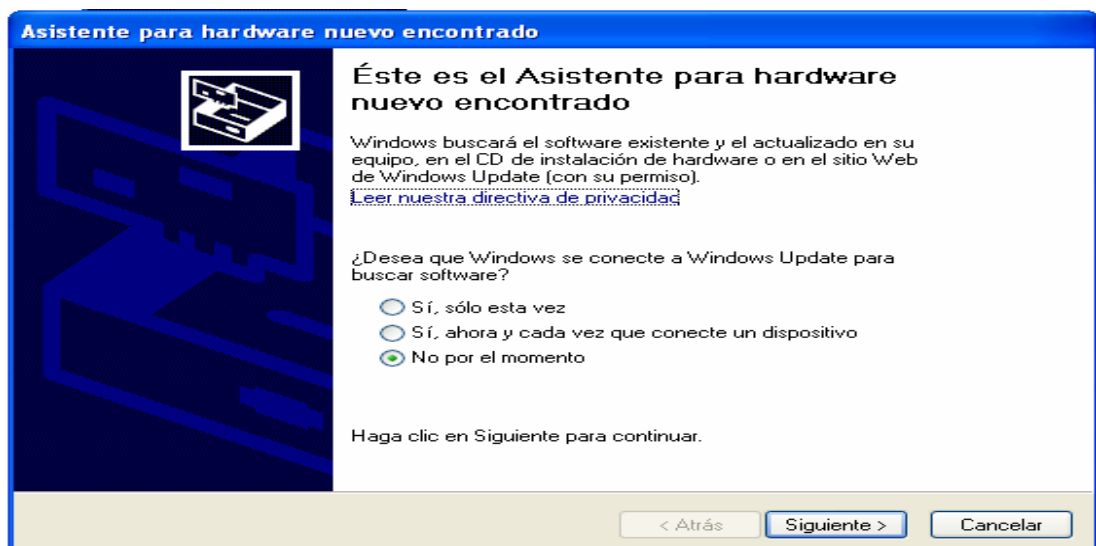 Asistente para hardware nuevo encontrado
Éste es el Asistente para hardware
nuevo encontrado
Windows buscará el software existente y el actualizado en su
equipo, en el CD de instalación de hardware o en el sitio Web
de Windows Update (con su permiso).
Leer nuestra directiva de privacidad
¿Desea que Windows se conecte a Windows Update para
buscar software?
Sí, sólo esta vez
Sí, ahora y cada vez que conecte un dispositivo
No por el momento
Haga clic en Siguiente para continuar.
< Atrás
Siguiente >
Cancelar